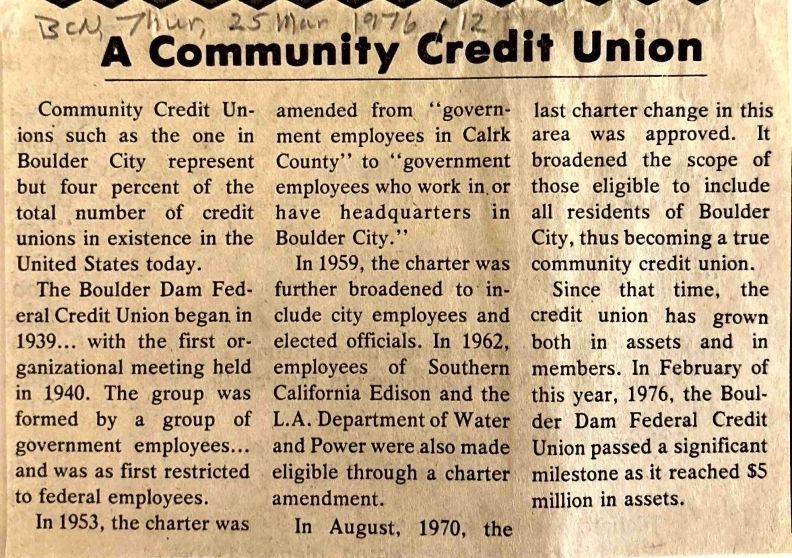 BCN, Thur, 25 Mar 1976, 12
A Community Credit Union
Community Credit Un-
ions such as the one in
Boulder City represent
but four percent of the
total number of credit
unions in existence in the
United States today.
The Boulder Dam Fed-
eral Credit Union began in
1939... with the first or-
ganizational meeting held
in 1940. The group was
formed by a group of
government employees...
and was as first restricted
to federal employees.
In 1953, the charter was
amended from "govern-
ment employees in Calrk
County" to "government
employees who work in or
have headquarters in
Boulder City."
In 1959, the charter was
further broadened to in-
clude city employees and
elected officials. In 1962,
employees of Southern
California Edison and the
L.A. Department of Water
and Power were also made
eligible through a charter
amendment.
In August, 1970, the
last charter change in this
area was approved. It
broadened the scope of
those eligible to include
all residents of Boulder
City, thus becoming a true
community credit union.
Since that time, the
credit union has grown
both in assets and in
members. In February of
this year, 1976, the Boul-
der Dam Federal Credit
Union passed a significant
milestone as it reached $5
million in assets.